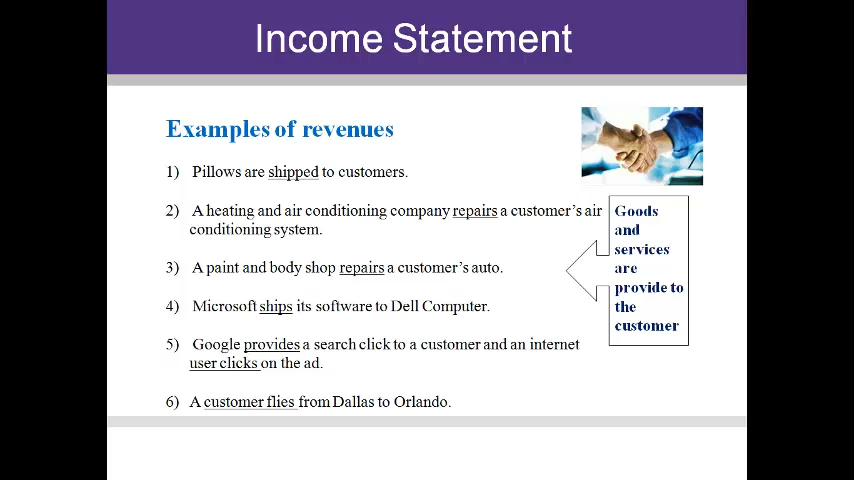 Income Statement
Examples of revenues
1) Pillows are shipped to customers.
2) A heating and air conditioning company repairs a customer's air
conditioning system.
3) A paint and body shop repairs a customer's auto.
4) Microsoft ships its software to Dell Computer.
5) Google provides a search click to a customer and an internet
user clicks on the ad.
6) A customer flies from Dallas to Orlando.
Goods
and
services
are
provide to
the
customer